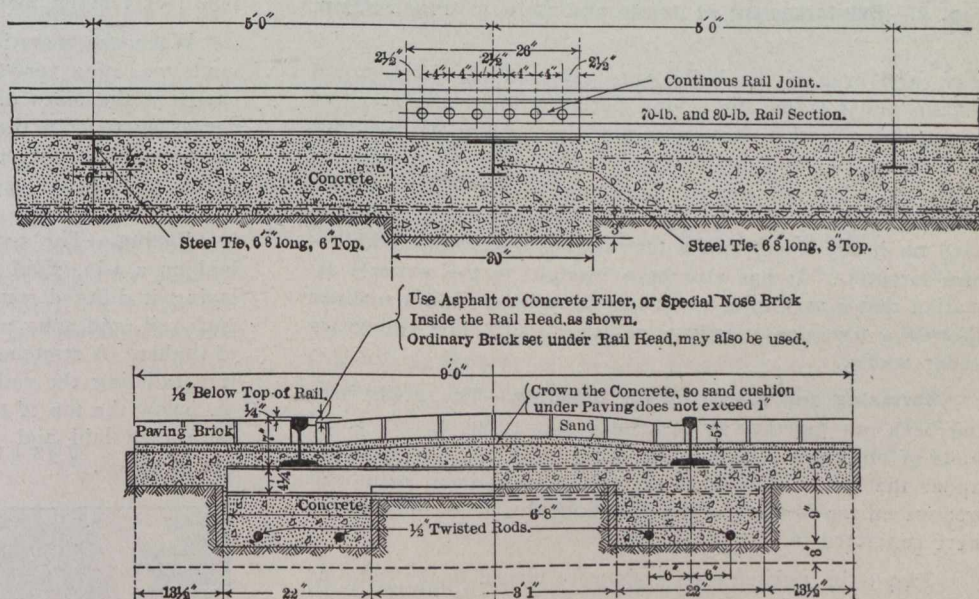 5'-0" 5'-0"
26"
2½" 2½" 2½"
4" 4" 4" 4"
Continous Rail Joint.
70-lb. and 80-lb. Rail Section.
Concrete
6"
3"
Steel Tie, 6'-8" long, 6" Top.
Steel Tie, 6'-8" long, 8" Top.
30"
Use Asphalt or Concrete Filler, or Special Nose Brick
Inside the Rail Head, as shown.
Ordinary Brick set under Rail Head, may also be used.
9'-0"
⅛" Below Top of Rail.
Crown the Concrete, so sand cushion
under Paving does not exceed 1"
¼"
Paving Brick
7"
Sand
5"
4¼"
5"
Concrete
6'-8"
½" Twisted Rods.
9"
8"
6" 6"
13½" 22" 3'1 22" 13½"